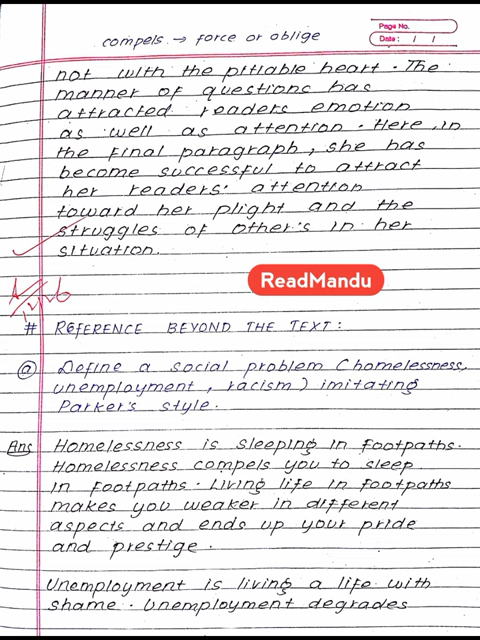 Page No.
Date: / /
compels → force or oblige
not with the pitiable heart. The
manner of questions has
attracted readers emotion
as well as attention. Here, in
the final paragraph, she has
become successful to attract
her readers' attention
toward her plight and the
struggles of other's in her
situation.
ReadMandu
# REFERENCE BEYOND THE TEXT:
@ Define a social problem (homelessness,
unemployment, racism) imitating
Parker's style.
Ans Homelessness is sleeping in footpaths.
Homelessness compels you to sleep
in footpaths. Living life in footpaths
makes you weaker in different
aspects and ends up your pride
and prestige.
Unemployment is living a life with
shame. Unemployment degrades